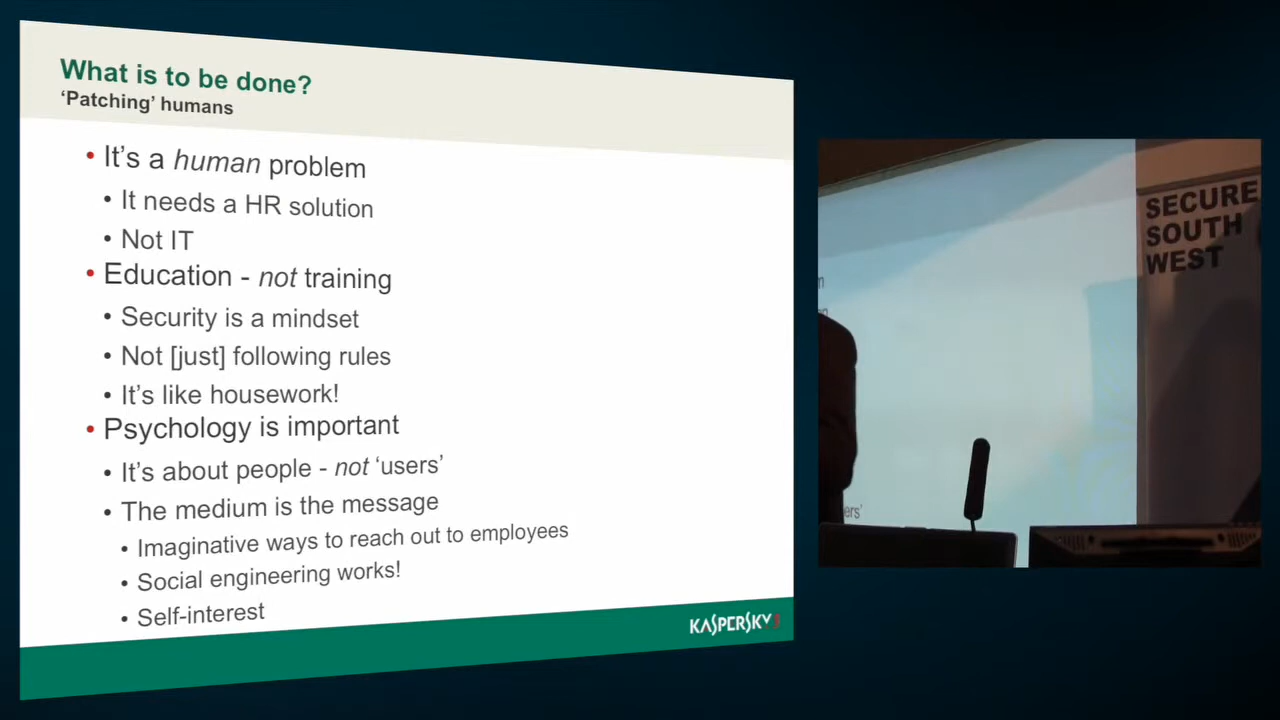 What is to be done?
‘Patching’ humans
• It’s a human problem
• It needs a HR solution
• Not IT
• Education - not training
• Security is a mindset
• Not [just] following rules
• It’s like housework!
• Psychology is important
• It’s about people - not ‘users’
• The medium is the message
• Imaginative ways to reach out to employees
• Social engineering works!
• Self-interest
KASPERSKY
SECURE
SOUTH
WEST
ers’